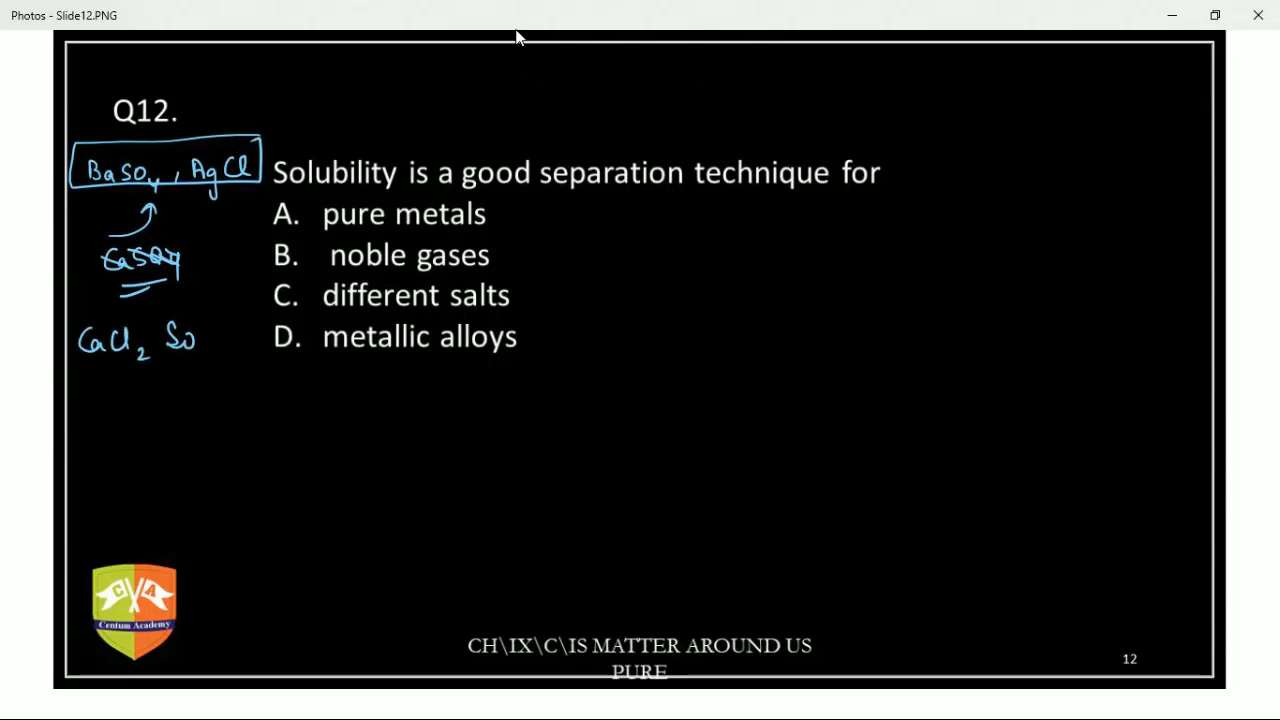 Photos - Slide12.PNG
Q12.
BaSO4, AgCl
Solubility is a good separation technique for
A. pure metals
B. noble gases
C. different salts
D. metallic alloys
CaSO4
CaCl2 So
C A
Centum Academy
CH\IX\C\IS MATTER AROUND US
PURE
12